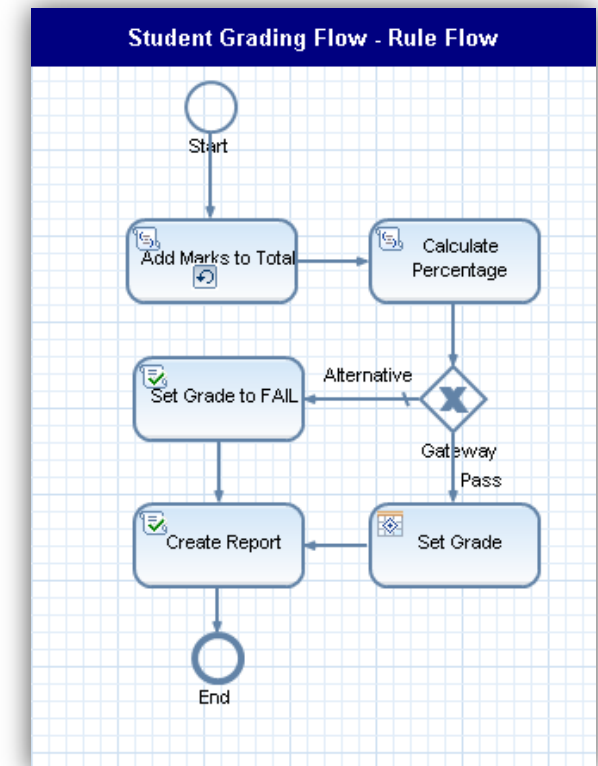 Student Grading Flow - Rule Flow
Start
Add Marks to Total
Calculate
Percentage
Alternative
Set Grade to FAIL
Gateway
Pass
Create Report
Set Grade
End